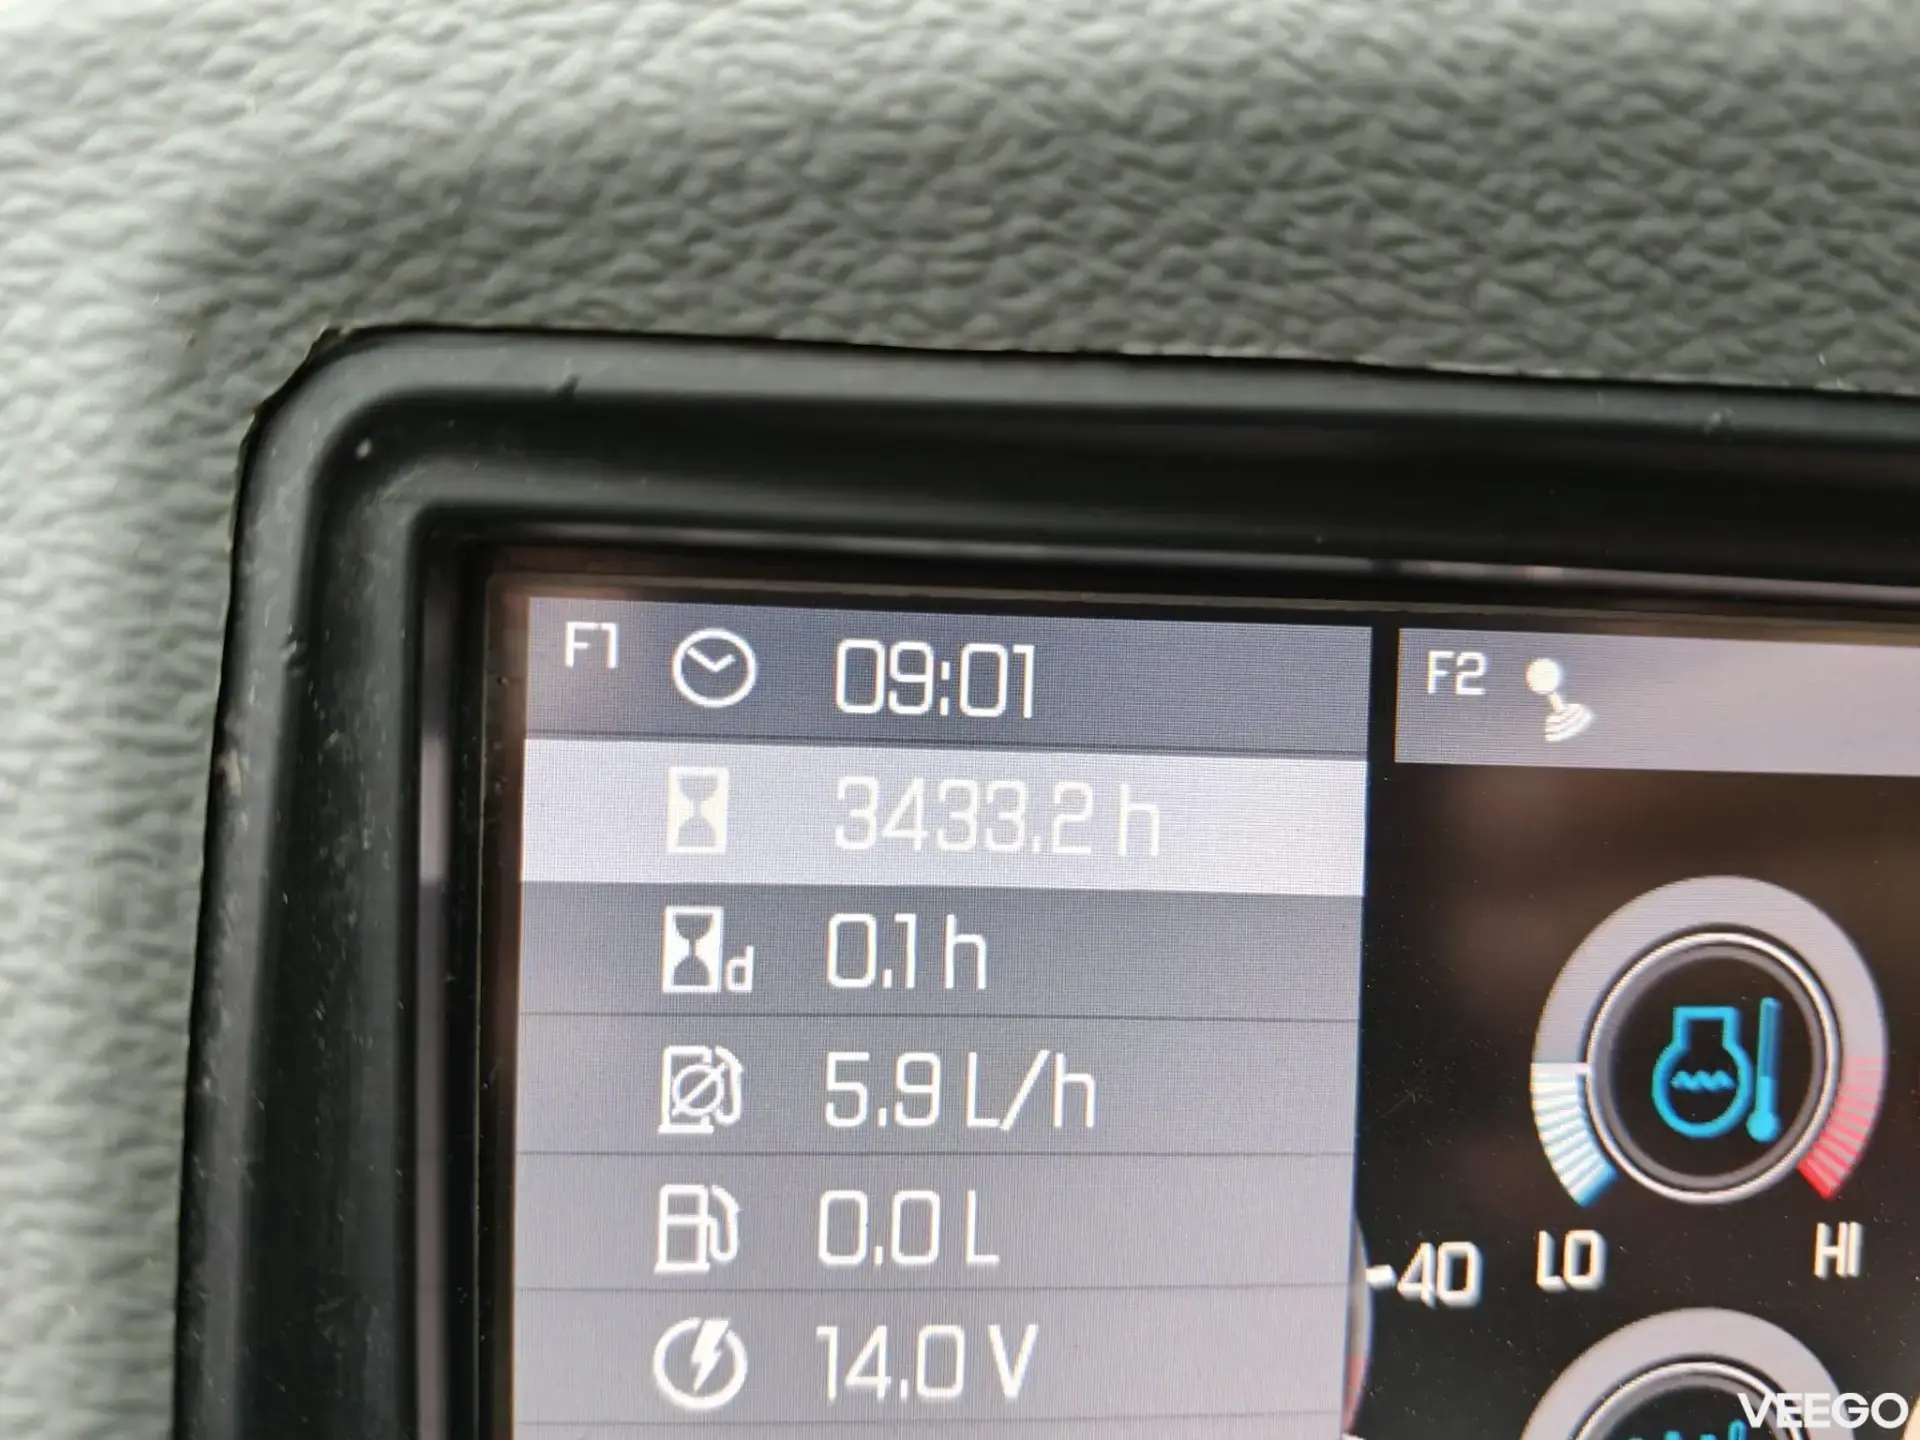 F1 09:01
F2
3433.2 h
d 0.1 h
5.9 L/h
0.0 L
40
LO
HI
14.0 V
VEEGO